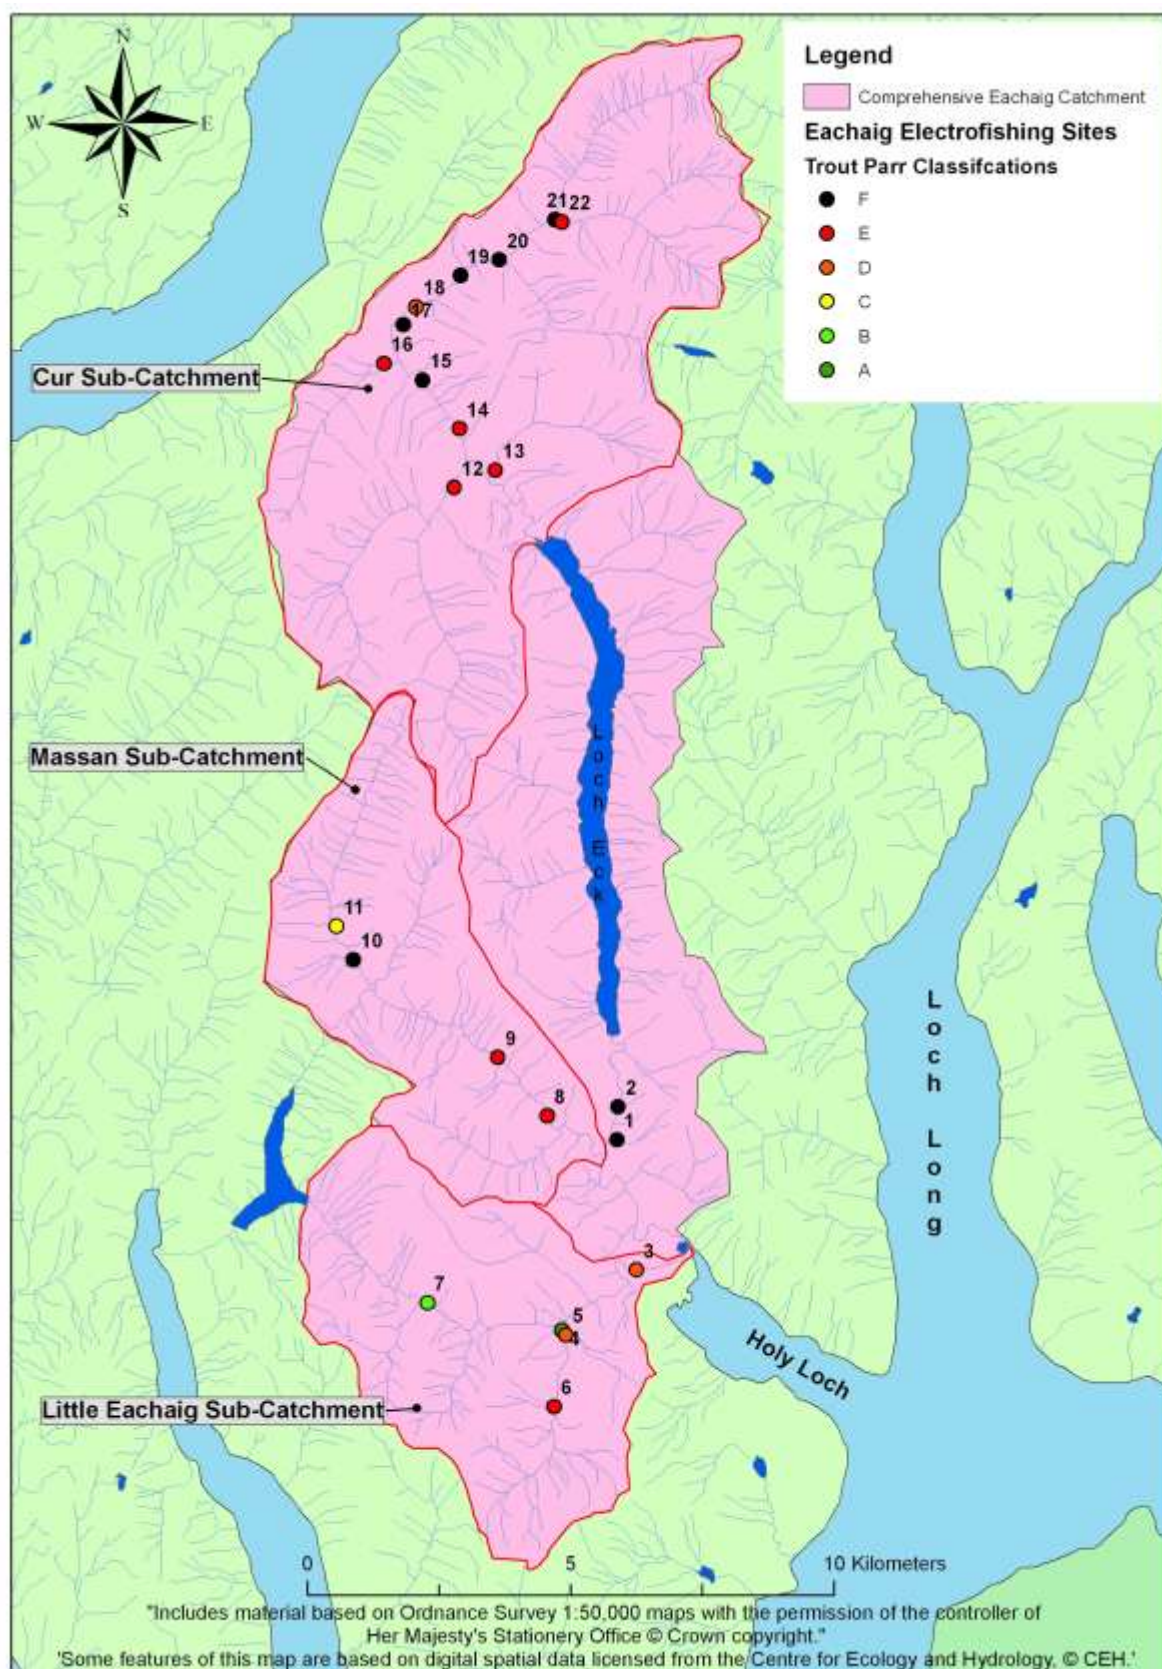 N
W
E
S
Legend
Comprehensive Eachaig Catchment
Eachaig Electrofishing Sites
Trout Parr Classifcations
F
E
D
C
B
A
21
22
20
19
18
17
16
15
Cur Sub-Catchment
14
13
12
Loch Eck
Massan Sub-Catchment
11
10
9
8
2
1
Loch Long
3
7
5
4
Holy Loch
6
Little Eachaig Sub-Catchment
0
5
10 Kilometers
"Includes material based on Ordnance Survey 1:50,000 maps with the permission of the controller of
Her Majesty's Stationery Office © Crown copyright."
'Some features of this map are based on digital spatial data licensed from the Centre for Ecology and Hydrology, © CEH.'